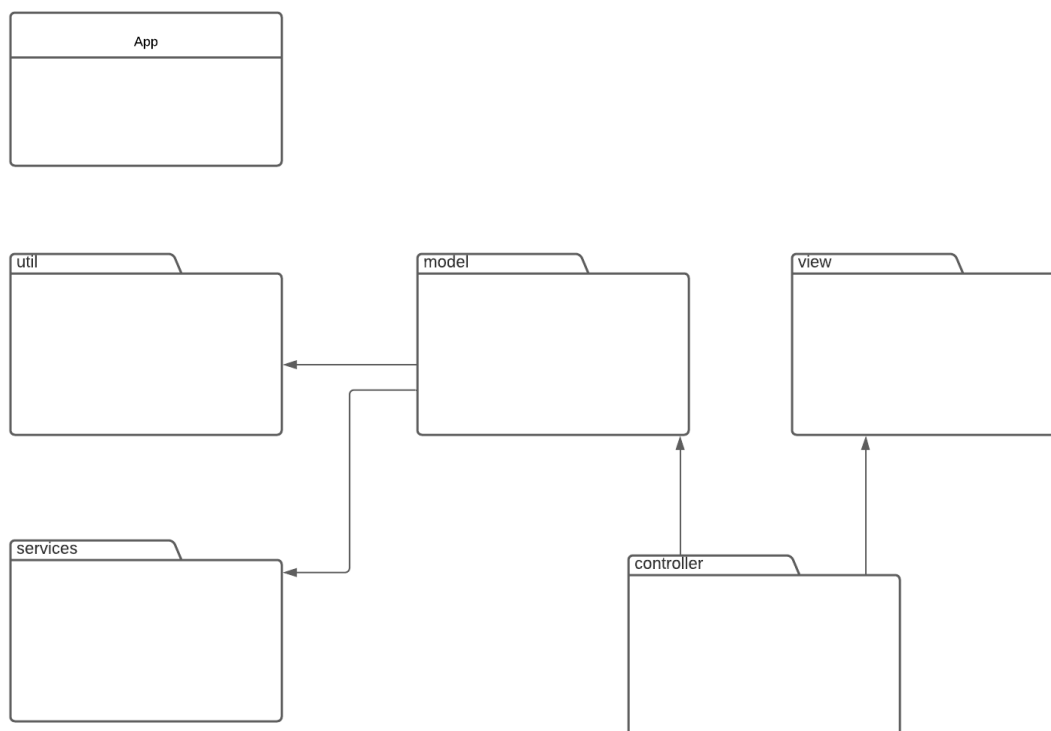 App
util
model
view
services
controller